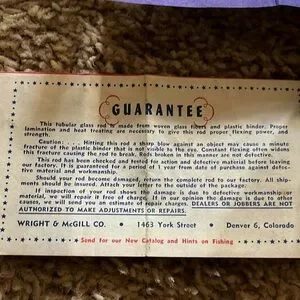 GUARANTEE
This tubular glass rod is made from woven glass fibers and plastic binder. Proper
lamination and heat treating are necessary to give this rod proper flexing power, and
strength.
Caution: . . . Hitting this rod a sharp blow against an object may cause a minute
fracture of the plastic binder that is not visible to the eye. Constant flexing often widens
this fracture causing the rod to break. Rods broken in this manner are not defective.
This rod has been checked and tested for action and defective material before leaving
our factory. It is guaranteed for a period of 1 year from date of purchase against defec-
tive material and workmanship.
Should your rod become damaged, return the complete rod to our factory. All ship-
ments should be insured. Attach your letter to the outside of the package.
If inspection of your rod shows the damage is due to defective workmanship or
material, we will repair it free of charge. If in our opinion, the damage is due to other
causes, we will send you an estimate of repair charges. DEALERS OR JOBBERS ARE NOT
AUTHORIZED TO MAKE ADJUSTMENTS OR REPAIRS.
WRIGHT & McGILL CO. • 1463 York Street • Denver 6, Colorado
Send for our New Catalog and Hints on Fishing